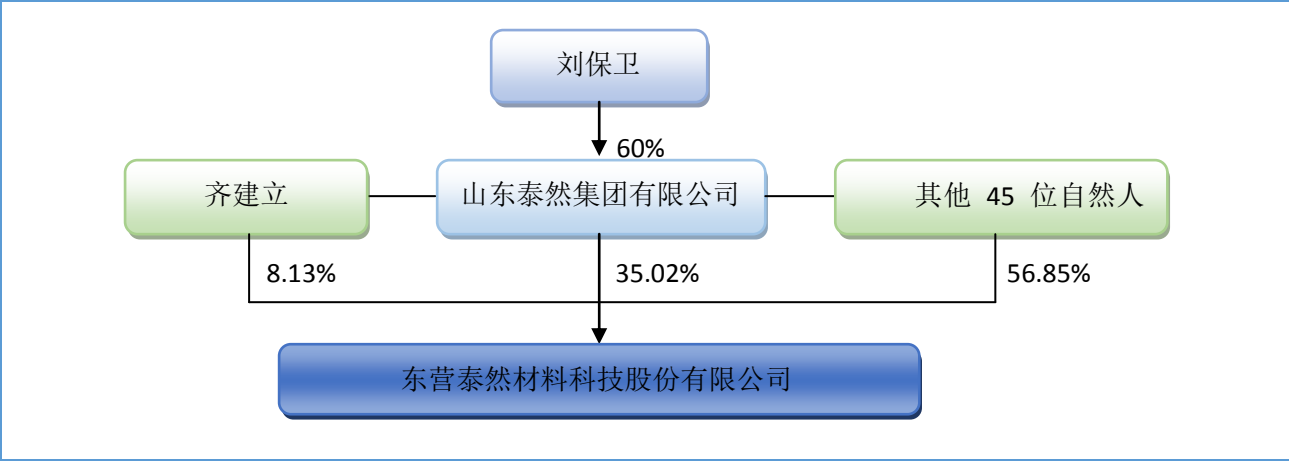 刘保卫
60%
齐建立
山东泰然集团有限公司
其他 45 位自然人
8.13%
35.02%
56.85%
东营泰然材料科技股份有限公司